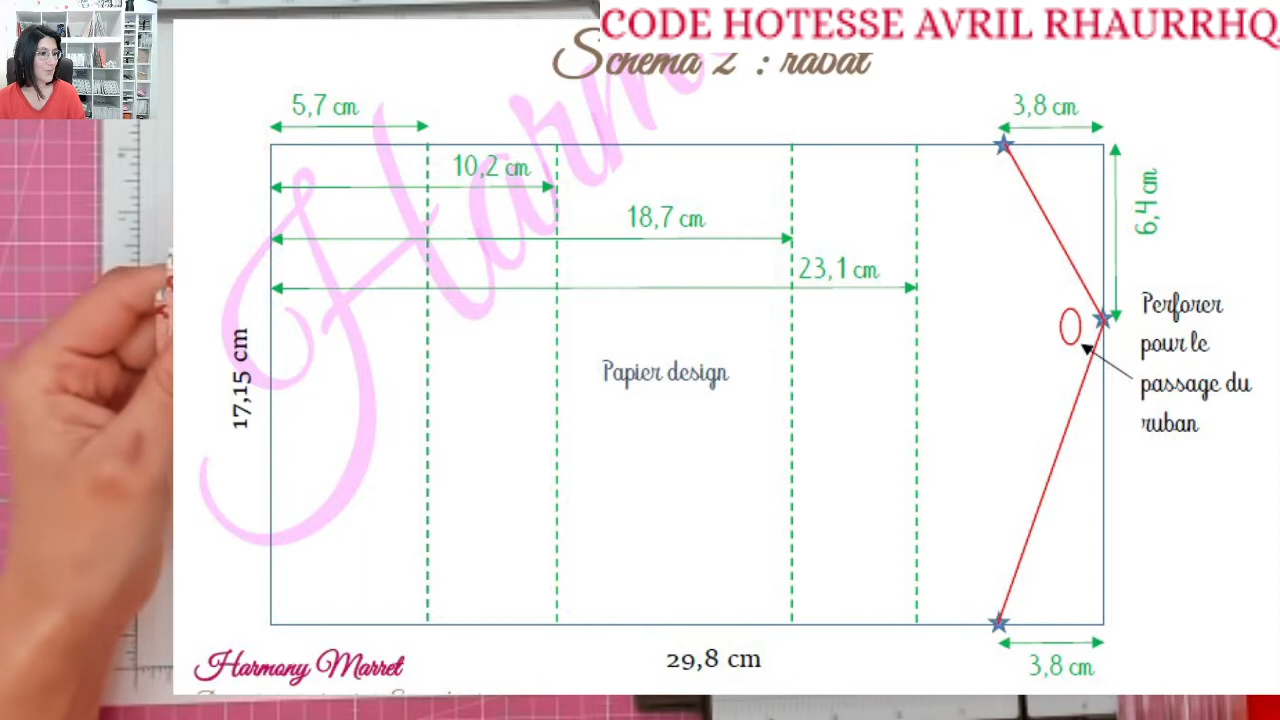 CODE HOTESSE AVRIL RHAURRHQ
Schema 2 : rabat
5,7 cm
3,8 cm
10,2 cm
6,4 cm
18,7 cm
23,1 cm
Perforer
pour le
passage du
ruban
Papier design
17,15 cm
Harmony Marret
29,8 cm
3,8 cm